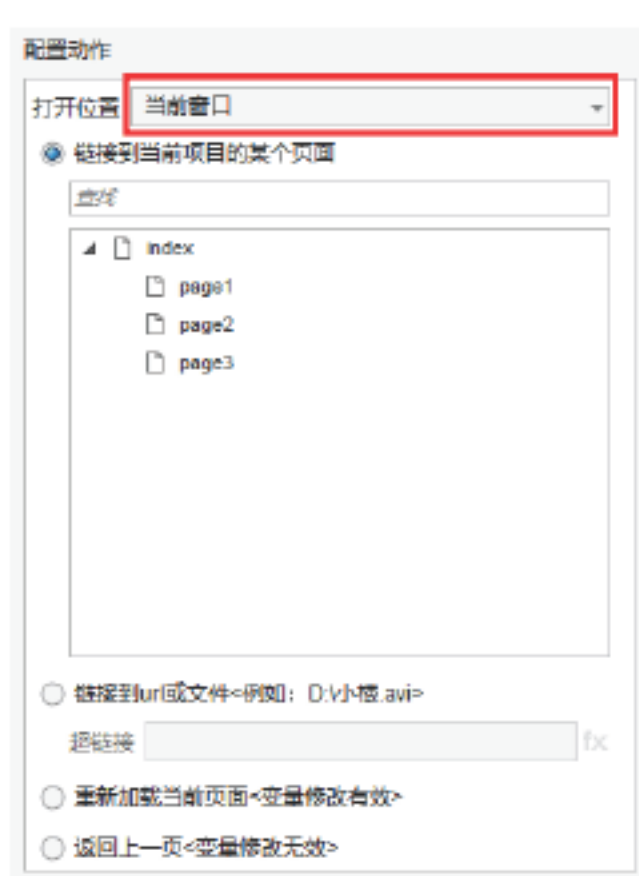 配置动作
打开位置 当前窗口
链接到当前项目的某个页面
查找
index
page1
page2
page3
链接到url或文件<例如：D:\小模.avi>
超链接 fx
重新加载当前页面<变量修改有效>
返回上一页<变量修改无效>